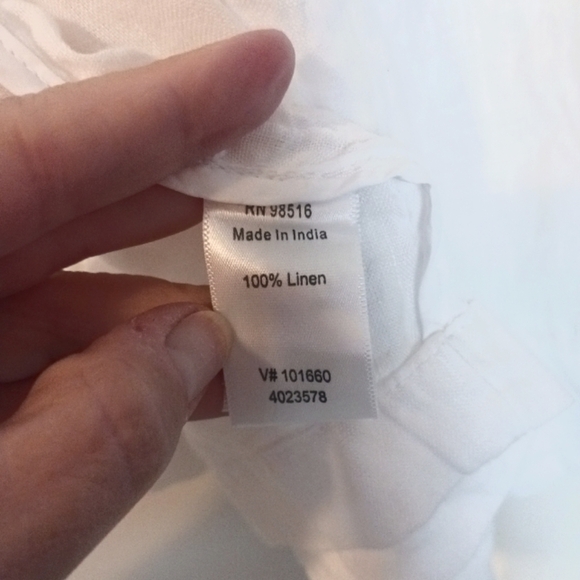 RN 98516
Made In India
100% Linen
V# 101660
4023578